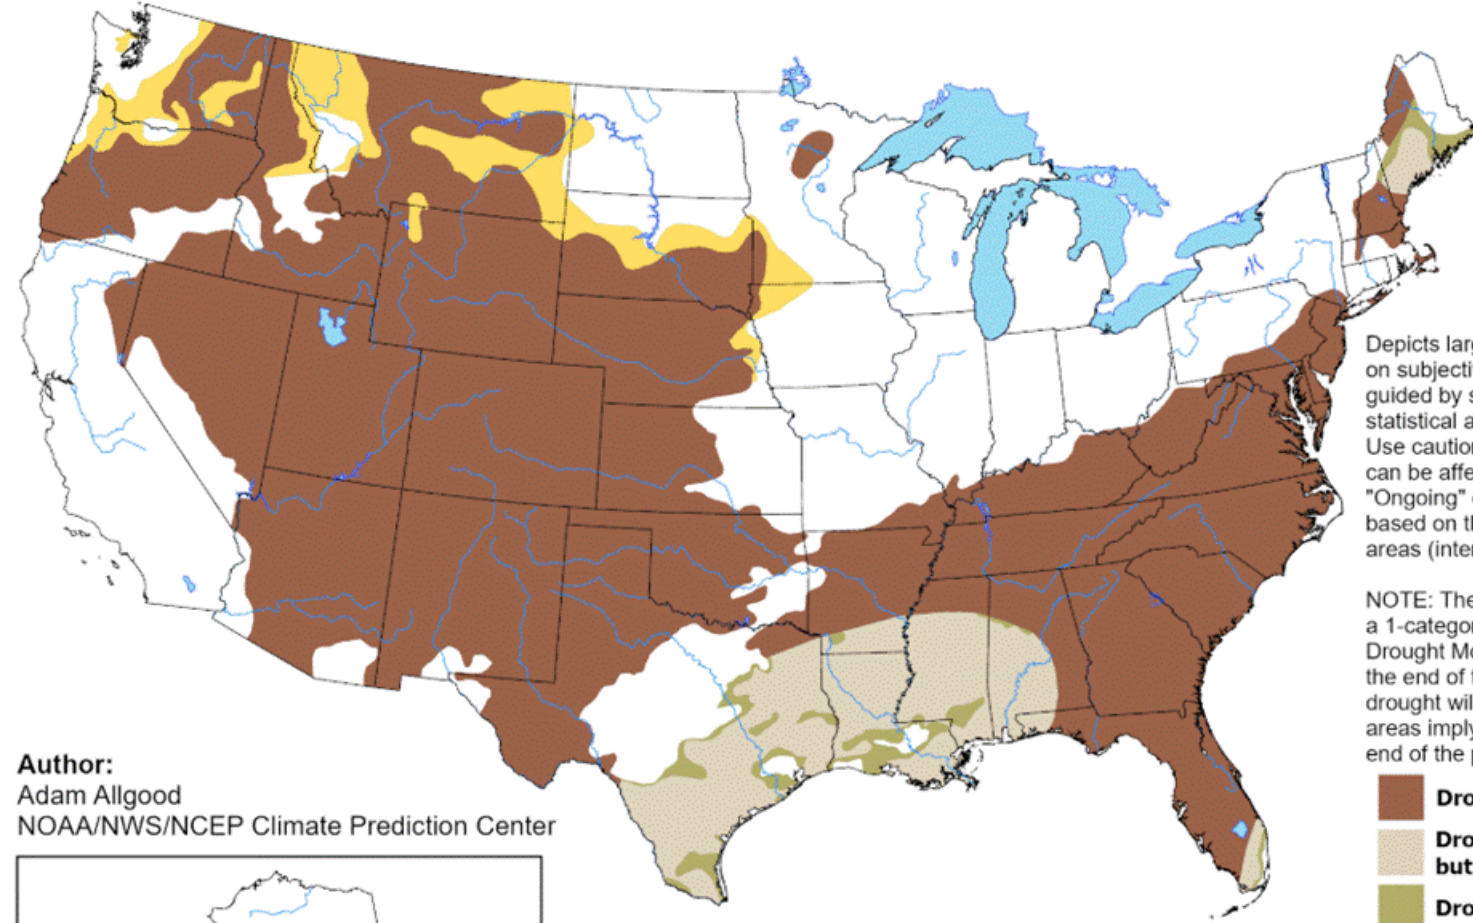 Depicts larg
on subjecti
guided by s
statistical a
Use caution
can be affe
"Ongoing"
based on th
areas (inter
NOTE: The
a 1-categor
Drought Mo
the end of t
drought wil
areas imply
end of the p
Dro
Dro
but
Dro
Author:
Adam Allgood
NOAA/NWS/NCEP Climate Prediction Center